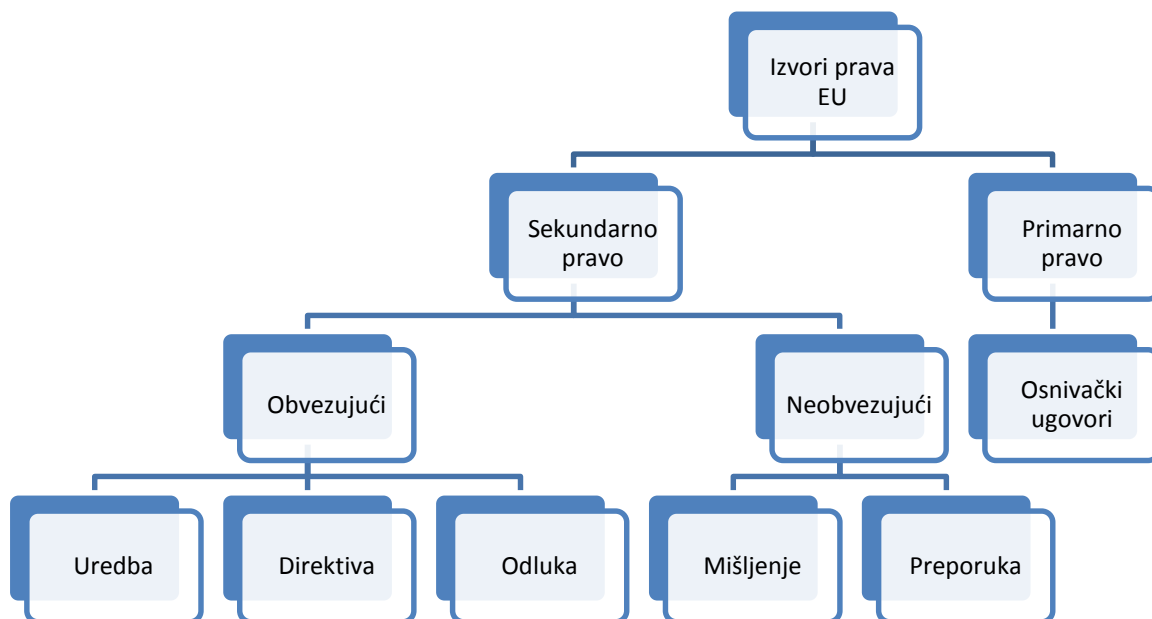 Izvori prava
EU
Sekundarno
pravo
Primarno
pravo
Obvezujući
Neobvezujući
Osnivački
ugovori
Uredba
Direktiva
Odluka
Mišljenje
Preporuka